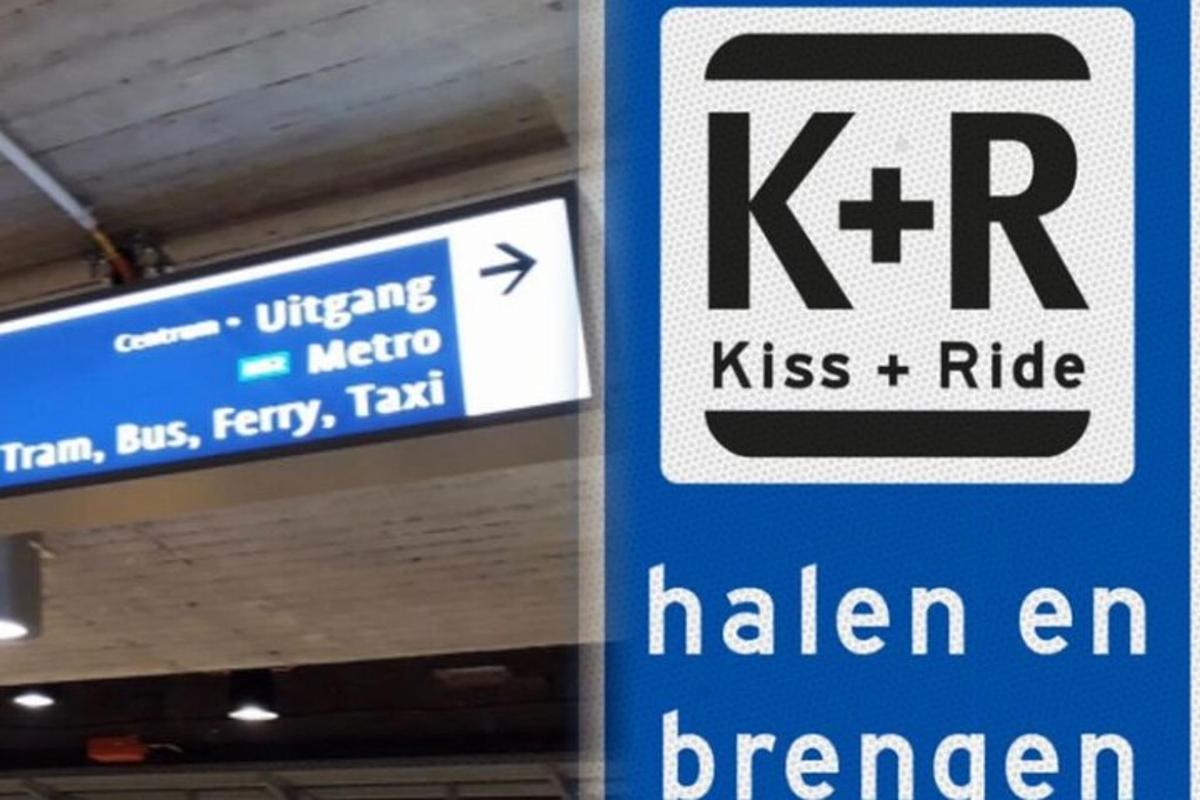 Centrum · Uitgang
Metro
Tram, Bus, Ferry, Taxi
K+R
Kiss + Ride
halen en
brengen